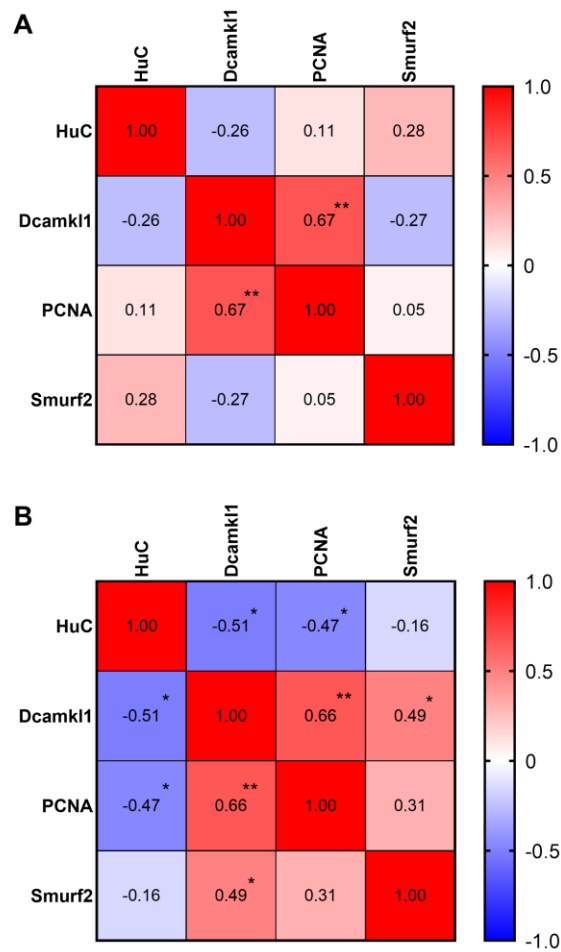 A
HuC Dcamkl1 PCNA Smurf2
HuC 1.00 -0.26 0.11 0.28
Dcamkl1 -0.26 1.00 0.67** -0.27
PCNA 0.11 0.67** 1.00 0.05
Smurf2 0.28 -0.27 0.05 1.00
1.0
0.5
0
-0.5
-1.0
B
HuC Dcamkl1 PCNA Smurf2
HuC 1.00 -0.51* -0.47* -0.16
Dcamkl1 -0.51* 1.00 0.66** 0.49*
PCNA -0.47* 0.66** 1.00 0.31
Smurf2 -0.16 0.49* 0.31 1.00
1.0
0.5
0
-0.5
-1.0